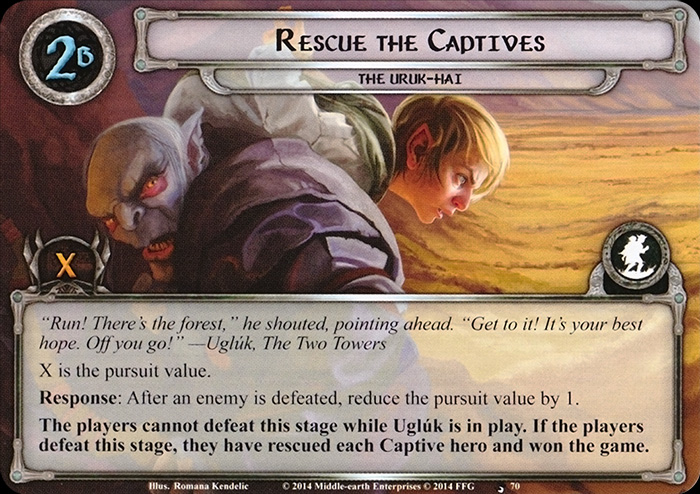 2B
RESCUE THE CAPTIVES
THE URUK-HAI
X
"Run! There's the forest," he shouted, pointing ahead. "Get to it! It's your best
hope. Off you go!" —Uglúk, The Two Towers
X is the pursuit value.
Response: After an enemy is defeated, reduce the pursuit value by 1.
The players cannot defeat this stage while Uglúk is in play. If the players
defeat this stage, they have rescued each Captive hero and won the game.
Illus. Romana Kendelic © 2014 Middle-earth Enterprises © 2014 FFG 70